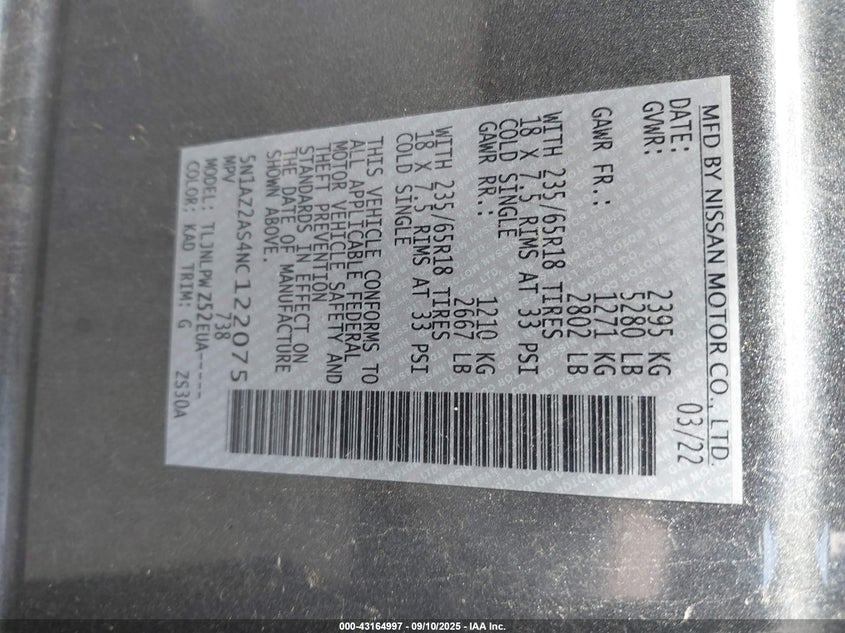 MFD BY NISSAN MOTOR CO., LTD.
DATE: 03/22
GVWR: 2395 KG
5280 LB
GAWR FR.: 1271 KG
2802 LB
WITH 235/65R18 TIRES
18 X 7.5 RIMS AT 33 PSI
COLD SINGLE
GAWR RR.: 1210 KG
2667 LB
WITH 235/65R18 TIRES
18 X 7.5 RIMS AT 33 PSI
COLD SINGLE
THIS VEHICLE CONFORMS TO
ALL APPLICABLE FEDERAL
MOTOR VEHICLE SAFETY AND
THEFT PREVENTION
STANDARDS IN EFFECT ON
THE DATE OF MANUFACTURE
SHOWN ABOVE.
5N1AZ2AS4NC122075
MPV 738
MODEL: TLJNLPW Z52EUA-----
COLOR: KAD TRIM: G ZS30A
000-43164997 - 09/10/2025 - IAA Inc.